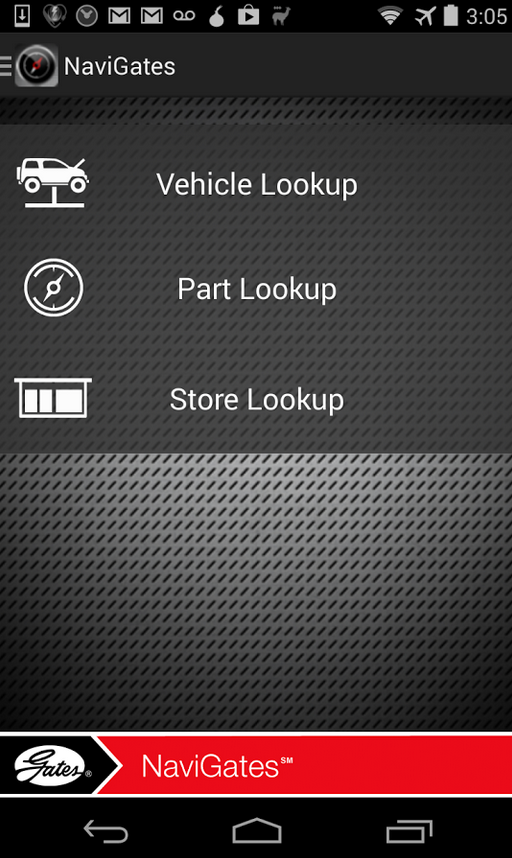 3:05
NaviGates
Vehicle Lookup
Part Lookup
Store Lookup
Gates®
NaviGates℠